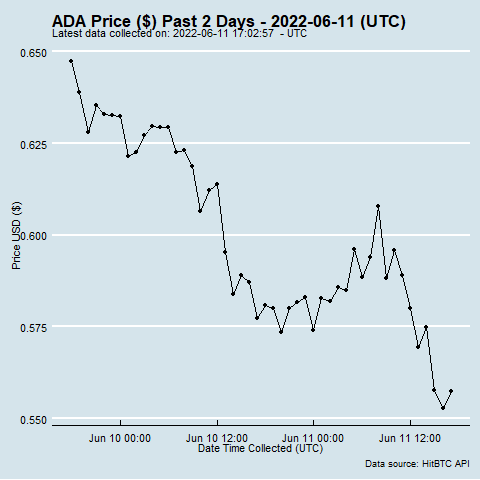 ADA Price ($) Past 2 Days - 2022-06-11 (UTC)
Latest data collected on: 2022-06-11 17:02:57  - UTC
0.650
0.625
0.600
0.575
0.550
Price USD ($)
Jun 10 00:00
Jun 10 12:00
Jun 11 00:00
Jun 11 12:00
Date Time Collected (UTC)
Data source: HitBTC API